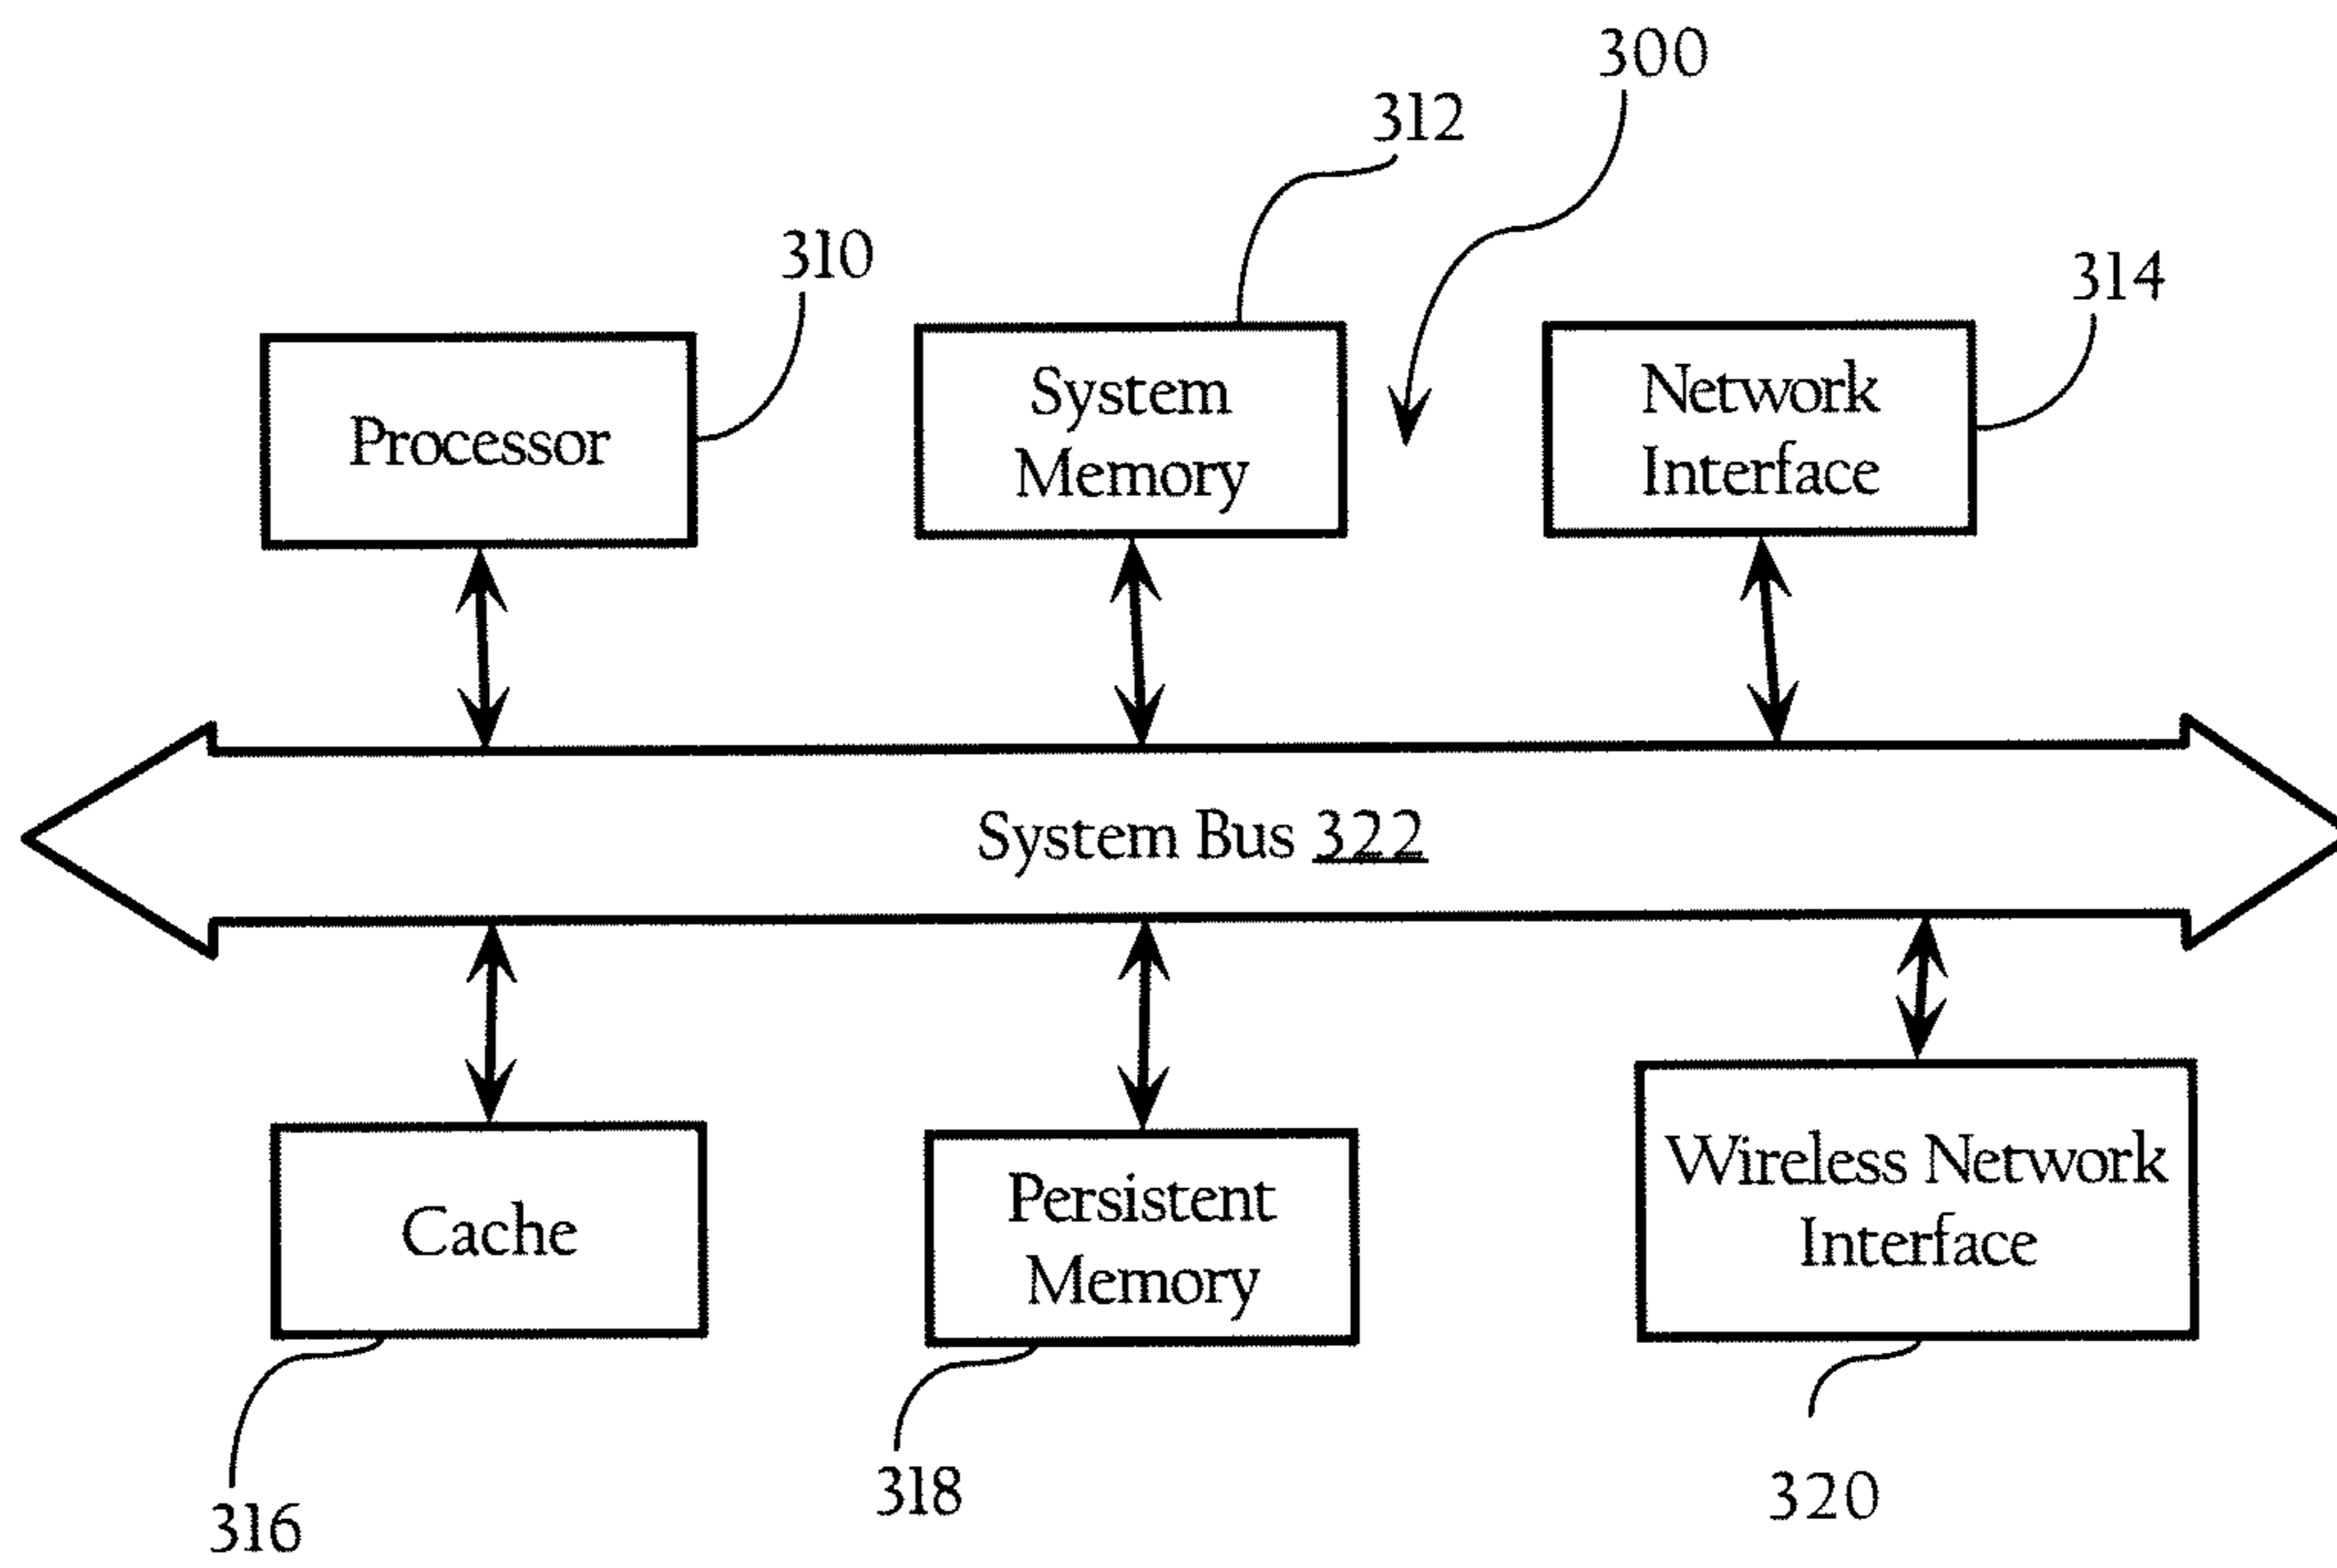 300
312
310
314
Processor
System
Memory
Network
Interface
System Bus 322
Cache
Persistent
Memory
Wireless Network
Interface
316
318
320